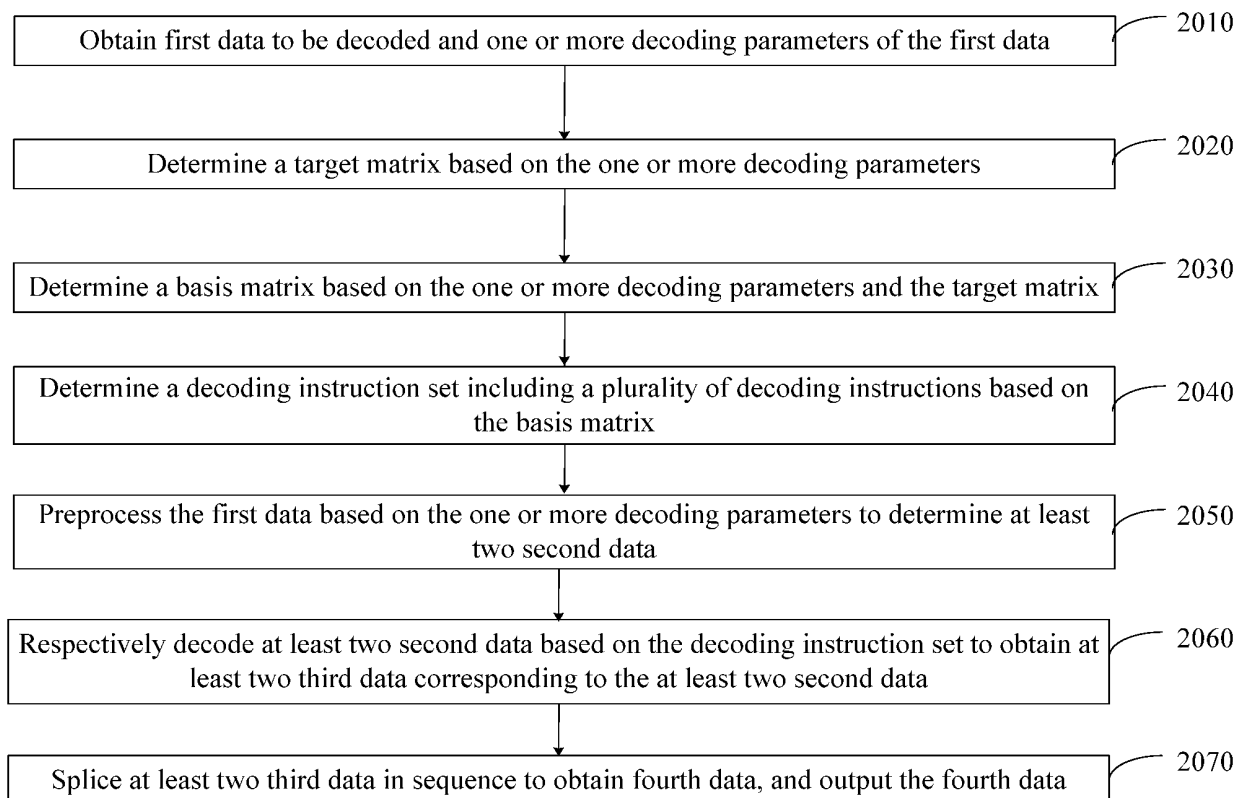 Obtain first data to be decoded and one or more decoding parameters of the first data
2010
Determine a target matrix based on the one or more decoding parameters
2020
Determine a basis matrix based on the one or more decoding parameters and the target matrix
2030
Determine a decoding instruction set including a plurality of decoding instructions based on
the basis matrix
2040
Preprocess the first data based on the one or more decoding parameters to determine at least
two second data
2050
Respectively decode at least two second data based on the decoding instruction set to obtain at
least two third data corresponding to the at least two second data
2060
Splice at least two third data in sequence to obtain fourth data, and output the fourth data
2070